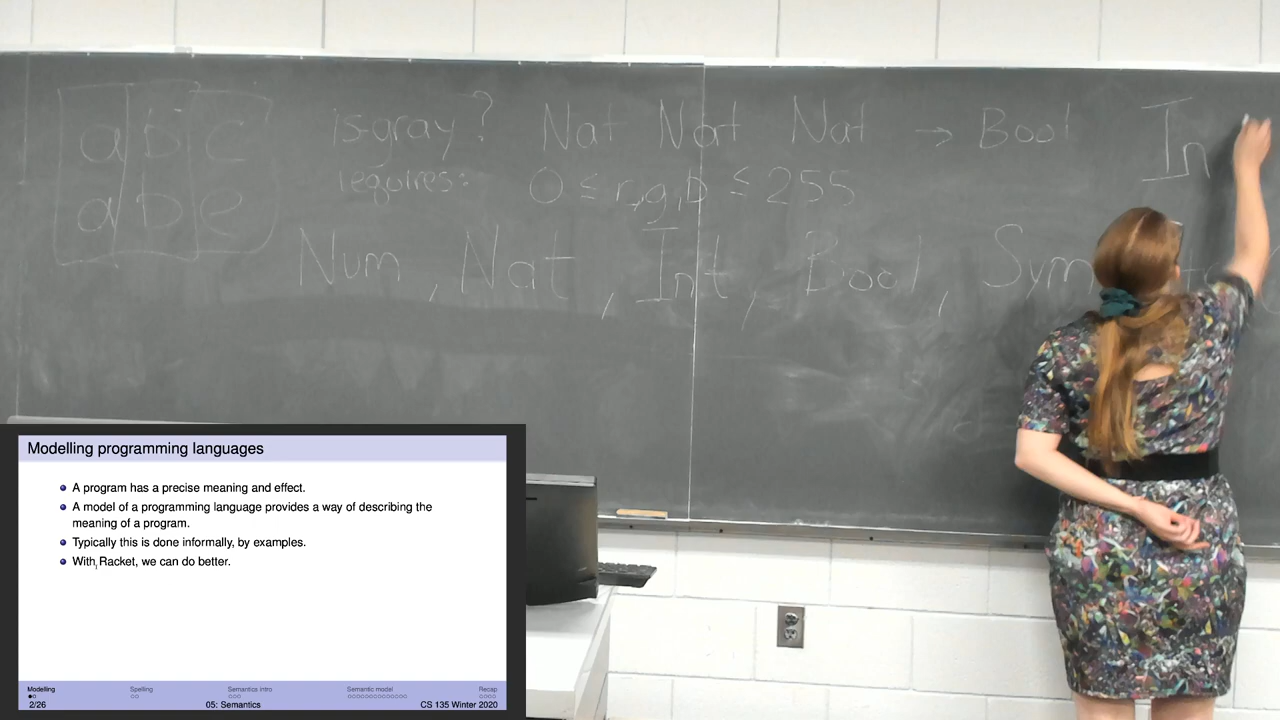 a b c
a b e
is-gray? Nat Nat Nat → Bool
requires: 0 ≤ r,g,b ≤ 255
Num, Nat, Int, Bool, Sym
In
Modelling programming languages
A program has a precise meaning and effect.
A model of a programming language provides a way of describing the
meaning of a program.
Typically this is done informally, by examples.
With Racket, we can do better.
Modelling Spelling Semantics intro Semantic model Recap
2/26 05: Semantics CS 135 Winter 2020